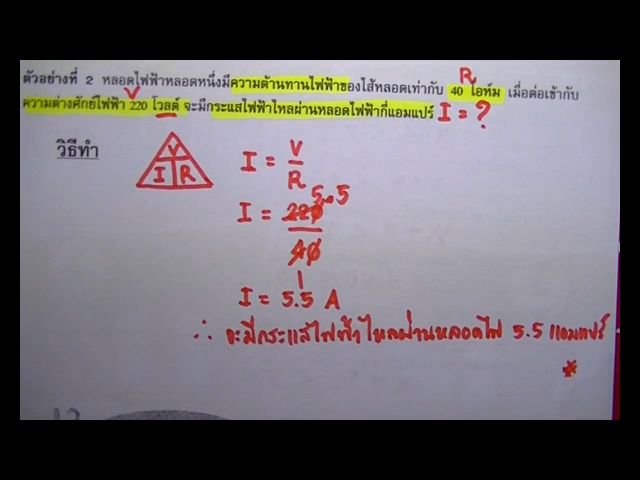 ตัวอย่างที่ 2 หลอดไฟฟ้าหลอดหนึ่งมีความต้านทานไฟฟ้าของไส้หลอดเท่ากับ 40 โอห์ม เมื่อต่อเข้ากับ
R
ความต่างศักย์ไฟฟ้า 220 โวลต์ จะมีกระแสไฟฟ้าไหลผ่านหลอดไฟฟ้ากี่แอมแปร์ I = ?
V
วิธีทำ
V
I R
I = V
R
5.5
I = 220
40
1
I = 5.5 A
∴ จะมีกระแสไฟฟ้าไหลผ่านหลอดไฟ 5.5 แอมแปร์
*